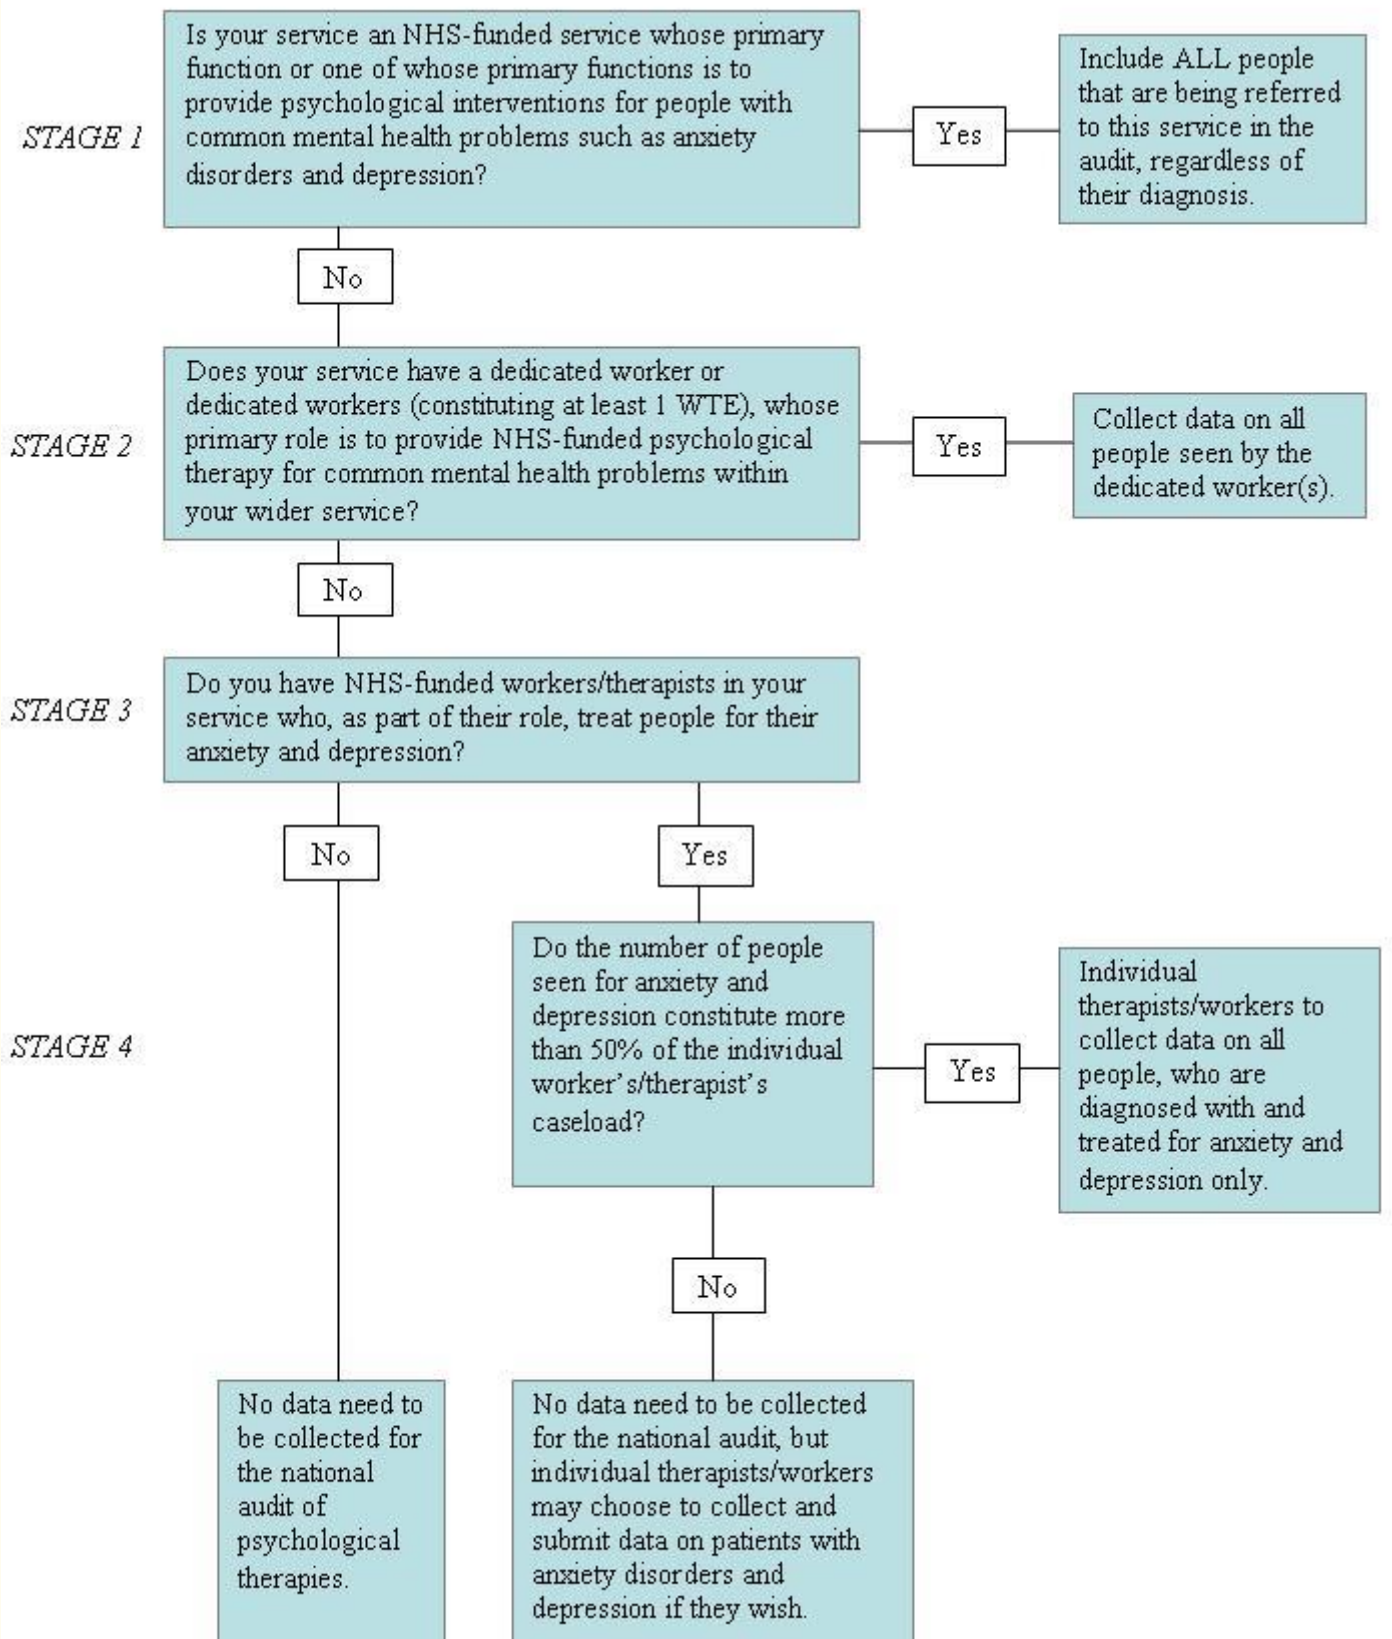 STAGE 1
Is your service an NHS-funded service whose primary
function or one of whose primary functions is to
provide psychological interventions for people with
common mental health problems such as anxiety
disorders and depression?
Yes
Include ALL people
that are being referred
to this service in the
audit, regardless of
their diagnosis.
No
STAGE 2
Does your service have a dedicated worker or
dedicated workers (constituting at least 1 WTE), whose
primary role is to provide NHS-funded psychological
therapy for common mental health problems within
your wider service?
Yes
Collect data on all
people seen by the
dedicated worker(s).
No
STAGE 3
Do you have NHS-funded workers/therapists in your
service who, as part of their role, treat people for their
anxiety and depression?
No
Yes
STAGE 4
Do the number of people
seen for anxiety and
depression constitute more
than 50% of the individual
worker's/therapist's
caseload?
Yes
Individual
therapists/workers to
collect data on all
people, who are
diagnosed with and
treated for anxiety and
depression only.
No
No data need to
be collected for
the national
audit of
psychological
therapies.
No data need to be collected
for the national audit, but
individual therapists/workers
may choose to collect and
submit data on patients with
anxiety disorders and
depression if they wish.